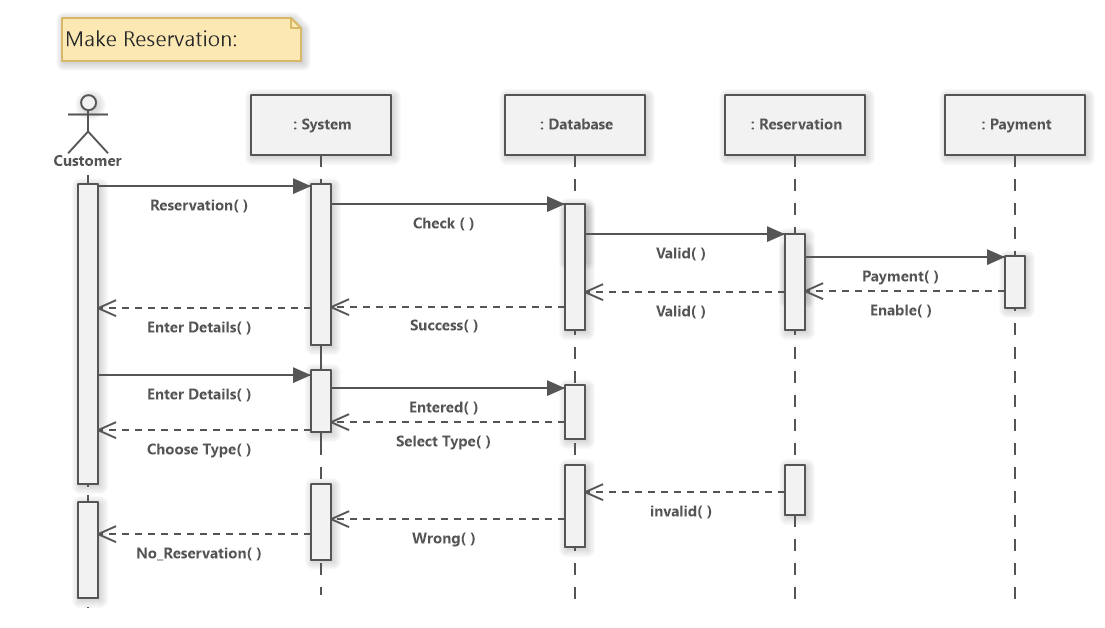 Make Reservation:
Customer
: System
: Database
: Reservation
: Payment
Reservation( )
Check ( )
Valid( )
Payment( )
Enter Details( )
Success( )
Valid( )
Enable( )
Enter Details( )
Entered( )
Choose Type( )
Select Type( )
invalid( )
Wrong( )
No_Reservation( )